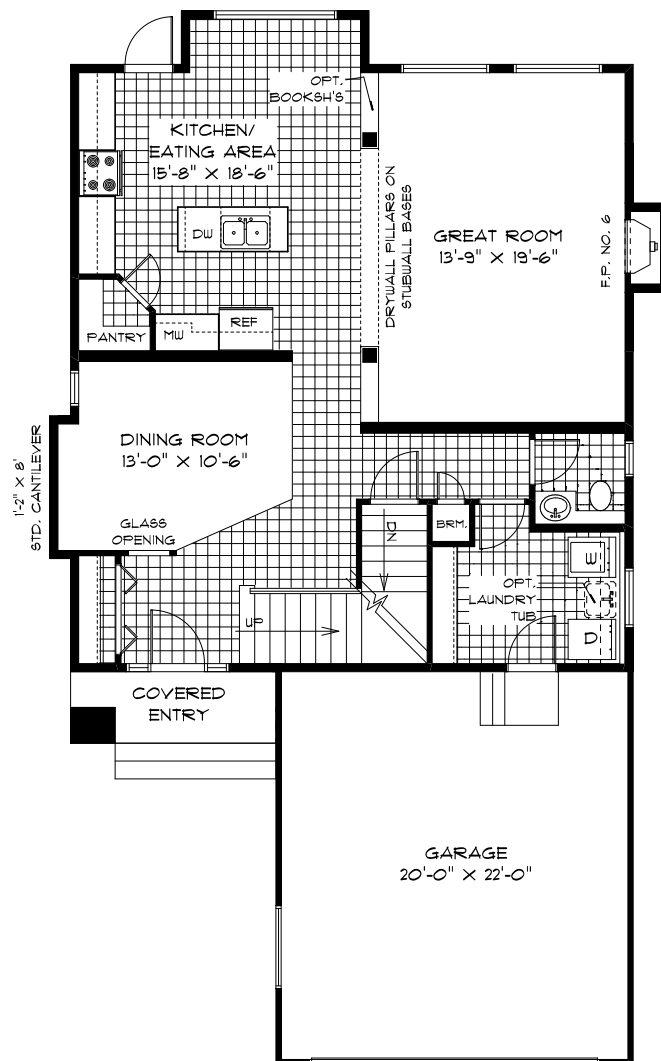 OPT.
BOOKSH'S
KITCHEN/
EATING AREA
15'-8" X 18'-6"
DW
DRYWALL PILLARS ON
STUBWALL BASES
GREAT ROOM
13'-9" X 19'-6"
F.P. NO. 6
PANTRY
MW
REF
DINING ROOM
13'-0" X 10'-6"
1'-2" X 8'
STD. CANTILEVER
GLASS
OPENING
DN
BRM.
W
OPT.
LAUNDRY
TUB
D
UP
COVERED
ENTRY
GARAGE
20'-0" X 22'-0"